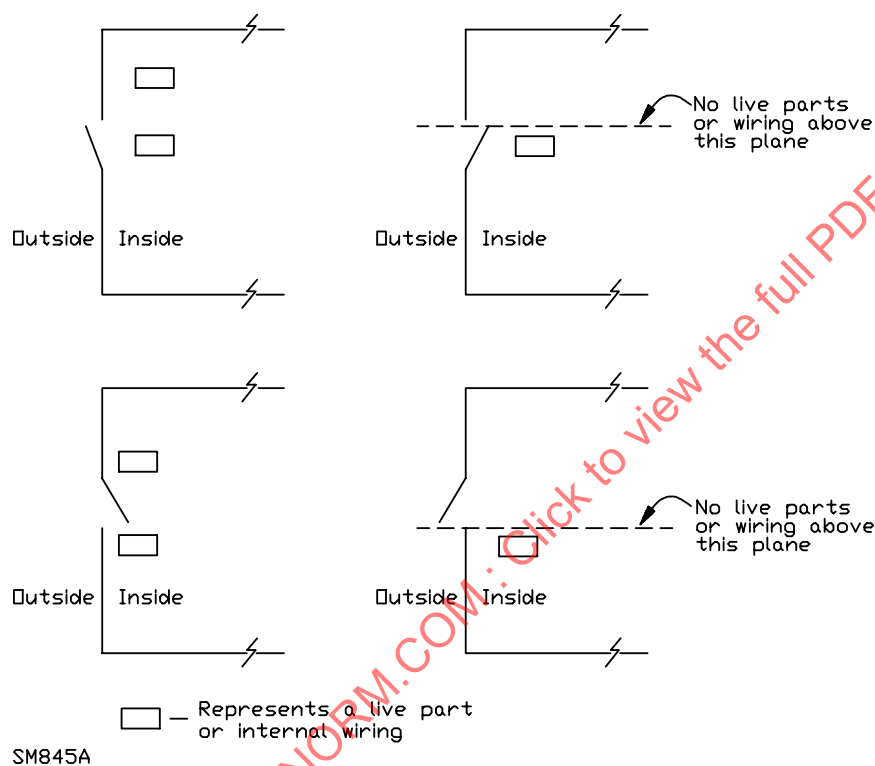 No live parts
or wiring above
this plane
Outside Inside
Outside Inside
No live parts
or wiring above
this plane
Outside Inside
Outside Inside
Represents a live part
or internal wiring
SM845A
NORM.COM : Click to view the full PDF